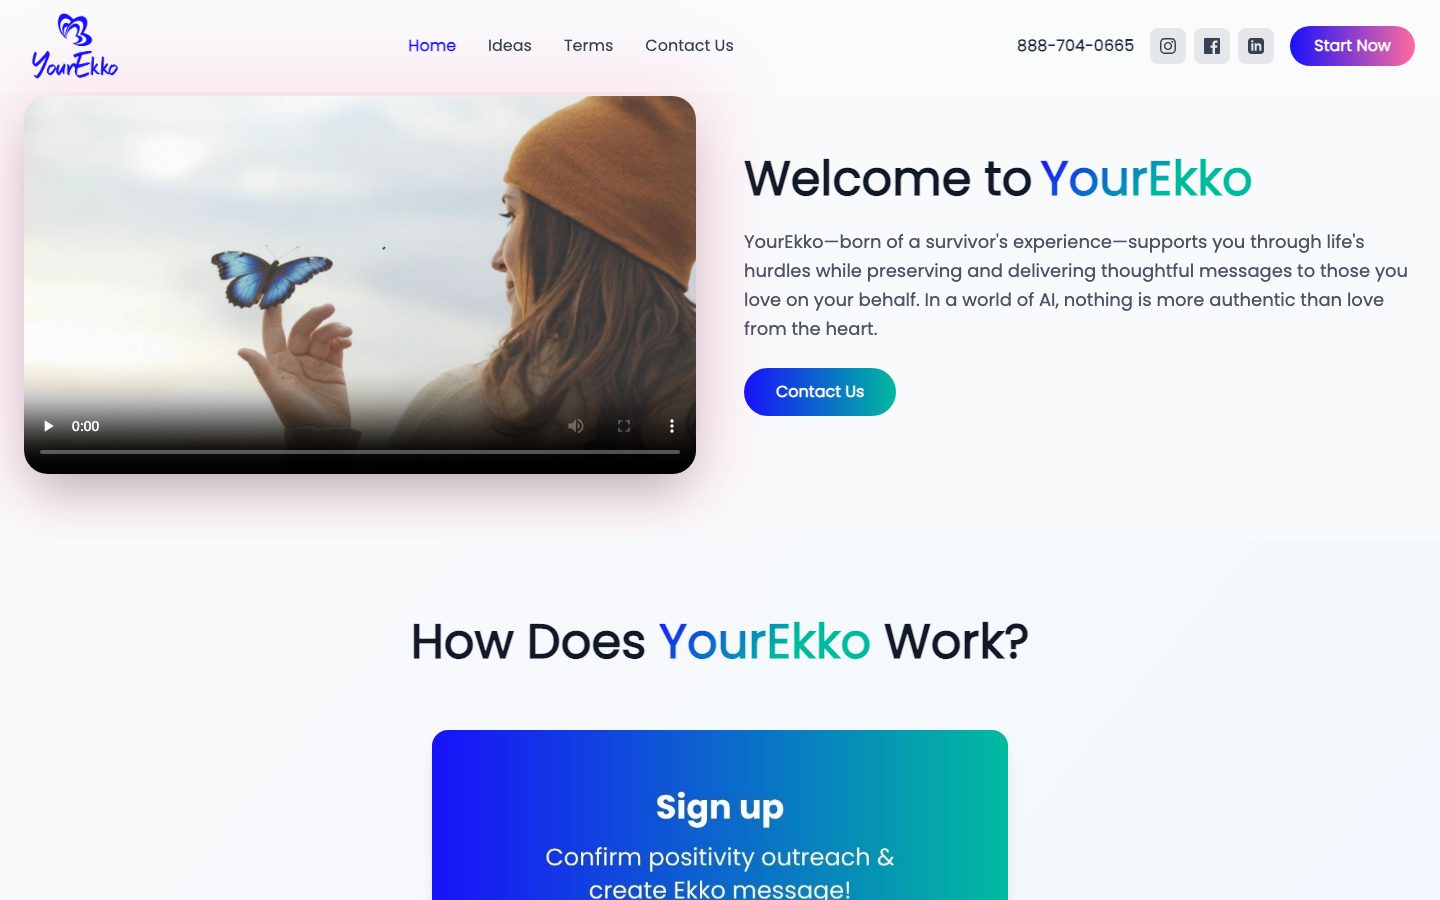 YourEkko
Home
Ideas
Terms
Contact Us
888-704-0665
Start Now
0:00
Welcome to YourEkko
YourEkko—born of a survivor's experience—supports you through life's
hurdles while preserving and delivering thoughtful messages to those you
love on your behalf. In a world of AI, nothing is more authentic than love
from the heart.
Contact Us
How Does YourEkko Work?
Sign up
Confirm positivity outreach &
create Ekko message!